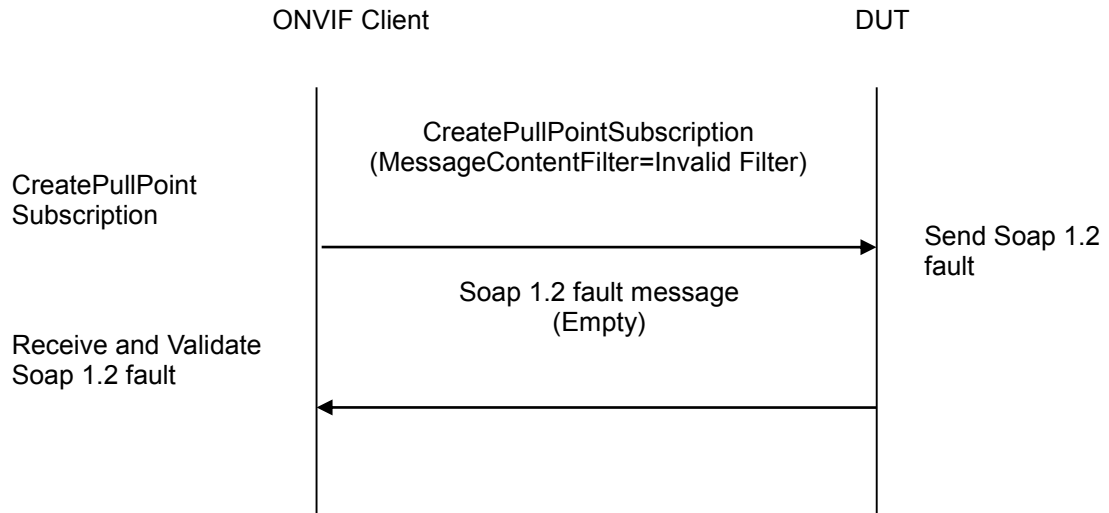 ONVIF Client
DUT
CreatePullPointSubscription
(MessageContentFilter=Invalid Filter)
CreatePullPoint
Subscription
Send Soap 1.2
fault
Soap 1.2 fault message
(Empty)
Receive and Validate
Soap 1.2 fault